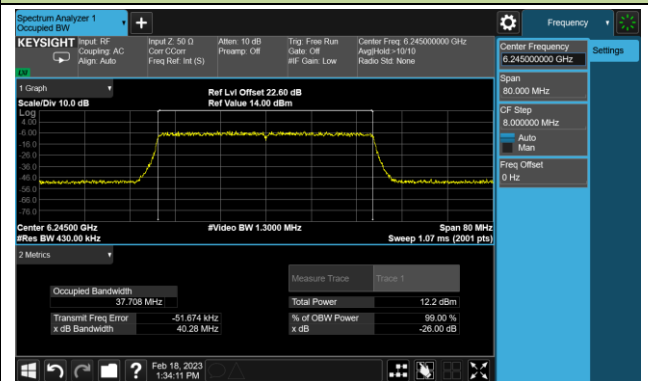 Spectrum Analyzer 1
Occupied BW
Frequency
KEYSIGHT
Input: RF
Coupling: AC
Align: Auto
Input Z: 50 Ω
Corr CCorr
Freq Ref: Int (S)
Atten: 10 dB
Preamp: Off
Trig: Free Run
Gate: Off
#IF Gain: Low
Center Freq: 6.245000000 GHz
Avg|Hold:>10/10
Radio Std: None
Center Frequency
6.245000000 GHz
Settings
Span
80.000 MHz
CF Step
8.000000 MHz
Auto
Man
Freq Offset
0 Hz
1 Graph
Scale/Div 10.0 dB
Ref Lvl Offset 22.60 dB
Ref Value 14.00 dBm
Log
4.00
-6.00
-16.0
-26.0
-36.0
-46.0
-56.0
-66.0
-76.0
Center 6.24500 GHz
#Video BW 1.3000 MHz
Span 80 MHz
#Res BW 430.00 kHz
Sweep 1.07 ms (2001 pts)
2 Metrics
Measure Trace
Trace 1
Occupied Bandwidth
37.708 MHz
Total Power
12.2 dBm
Transmit Freq Error
-51.674 kHz
% of OBW Power
99.00 %
x dB Bandwidth
40.28 MHz
x dB
-26.00 dB
Feb 18, 2023
1:34:11 PM